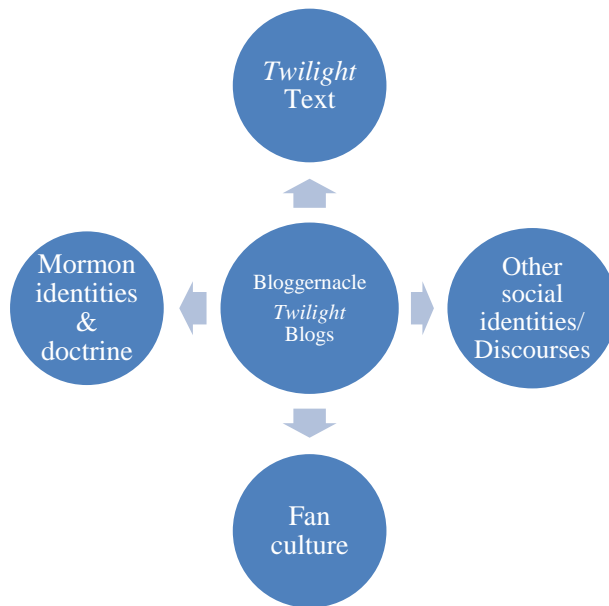 Twilight
Text
Mormon
identities
&
doctrine
Bloggernacle
Twilight
Blogs
Other
social
identities/
Discourses
Fan
culture